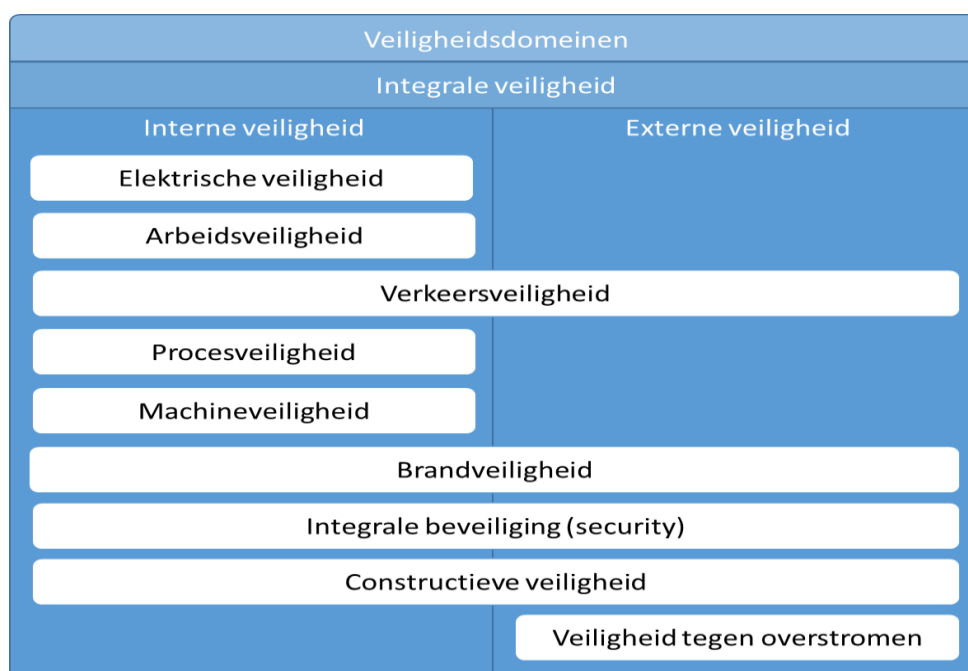 Veiligheidsdomeinen
Integrale veiligheid
Interne veiligheid
Externe veiligheid
Elektrische veiligheid
Arbeidsveiligheid
Verkeersveiligheid
Procesveiligheid
Machineveiligheid
Brandveiligheid
Integrale beveiliging (security)
Constructieve veiligheid
Veiligheid tegen overstromen